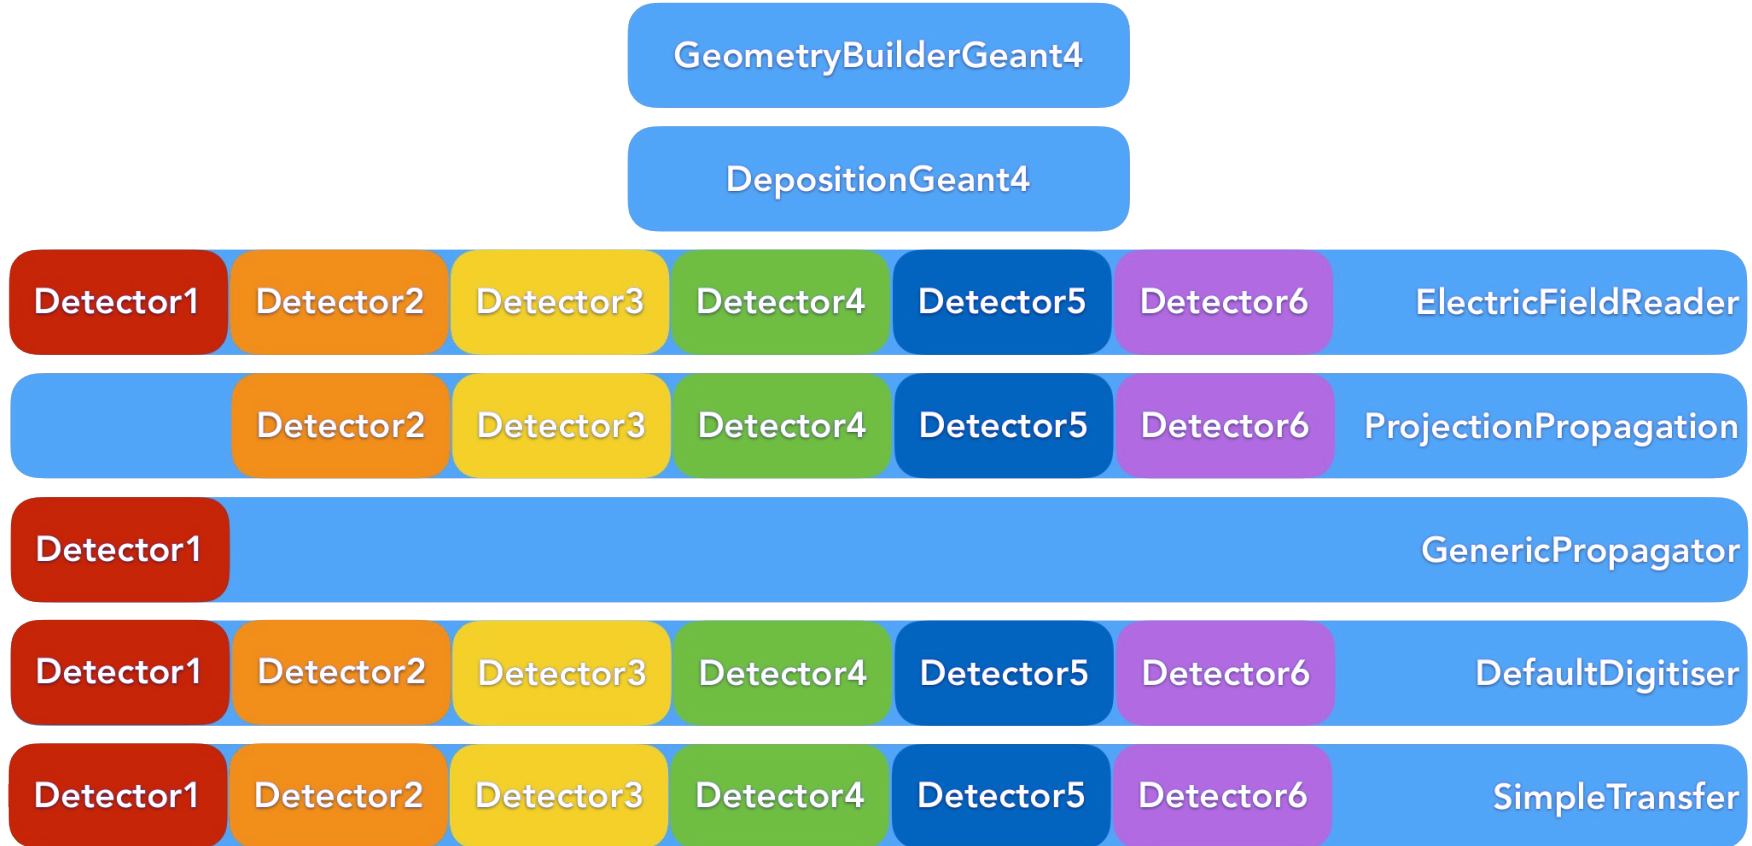 GeometryBuilderGeant4
DepositionGeant4
Detector1 Detector2 Detector3 Detector4 Detector5 Detector6 ElectricFieldReader
Detector2 Detector3 Detector4 Detector5 Detector6 ProjectionPropagation
Detector1 GenericPropagator
Detector1 Detector2 Detector3 Detector4 Detector5 Detector6 DefaultDigitiser
Detector1 Detector2 Detector3 Detector4 Detector5 Detector6 SimpleTransfer